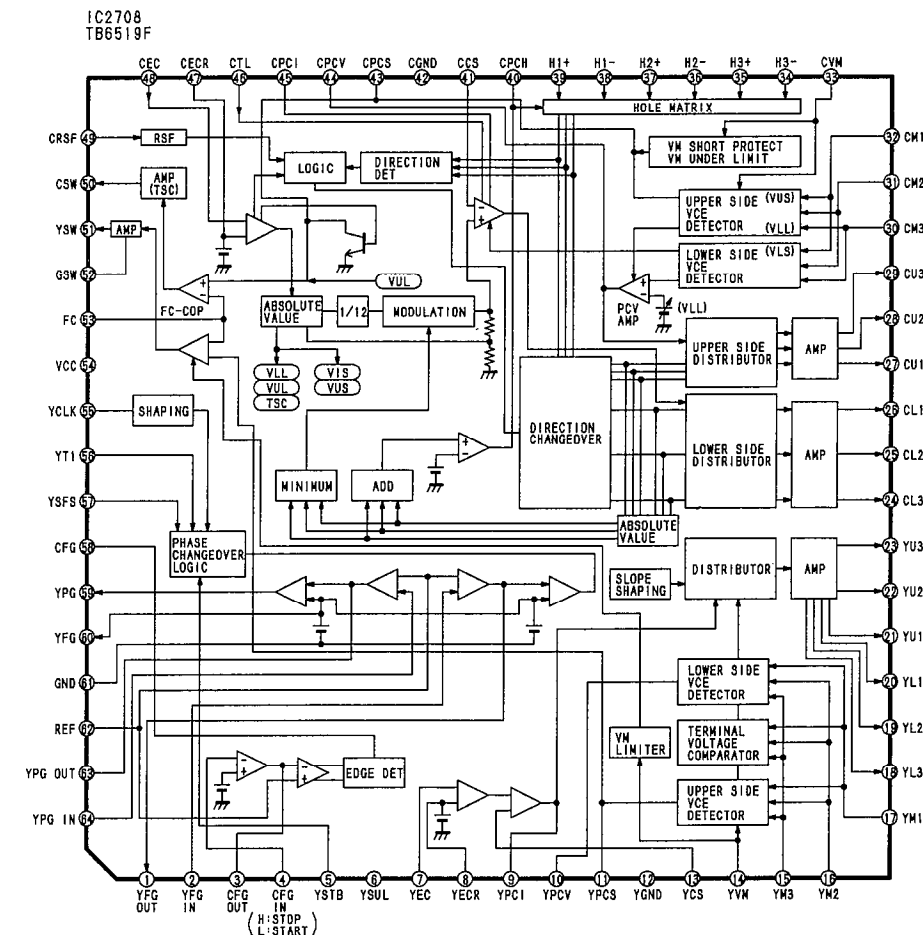 IC2708
TB6519F
CEC CECR CTL CPCI CPCV CPCS CGND CCS CPCH H1+ H1- H2+ H2- H3+ H3- CVM
48 47 46 45 44 43 42 41 40 39 38 37 36 35 34 33
HOLE MATRIX
CRSF 49
RSF
LOGIC
DIRECTION
DET
VM SHORT PROTECT
VM UNDER LIMIT
32 CM1
CSW 50
AMP
(TSC)
31 CM2
UPPER SIDE (VUS)
VCE
DETECTOR (VLL)
YSW 51
AMP
30 CM3
LOWER SIDE (VLS)
VCE
DETECTOR
GSW 52
VUL
29 CU3
FC-COP
ABSOLUTE
VALUE
1/12
MODULATION
PCV
AMP
(VLL)
FC 53
28 CU2
UPPER SIDE
DISTRIBUTOR
AMP
VCC 54
27 CU1
VLL
VUL
TSC
VIS
VUS
YCLK 55
SHAPING
DIRECTION
CHANGEOVER
26 CL1
YT1 56
LOWER SIDE
DISTRIBUTOR
AMP
25 CL2
MINIMUM
ADD
YSFS 57
24 CL3
ABSOLUTE
VALUE
CFG 58
PHASE
CHANGEOVER
LOGIC
23 YU3
SLOPE
SHAPING
DISTRIBUTOR
AMP
YPG 59
22 YU2
YFG 60
21 YU1
GND 61
LOWER SIDE
VCE
DETECTOR
20 YL1
REF 62
VM
LIMITER
TERMINAL
VOLTAGE
COMPARATOR
19 YL2
YPG OUT 63
EDGE DET
18 YL3
UPPER SIDE
VCE
DETECTOR
YPG IN 64
17 YM1
1 2 3 4 5 6 7 8 9 10 11 12 13 14 15 16
YFG
OUT
YFG
IN
CFG
OUT
CFG
IN
(H:STOP
L:START)
YSTB YSUL YEC YECR YPCI YPCV YPCS YGND YCS YVM YM3 YM2